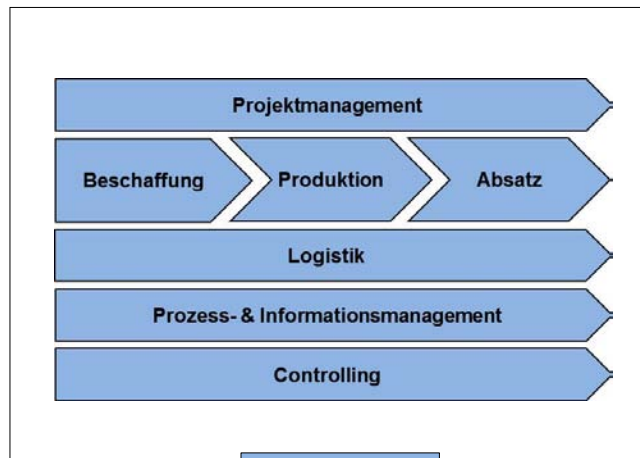 Projektmanagement
Beschaffung
Produktion
Absatz
Logistik
Prozess- & Informationsmanagement
Controlling